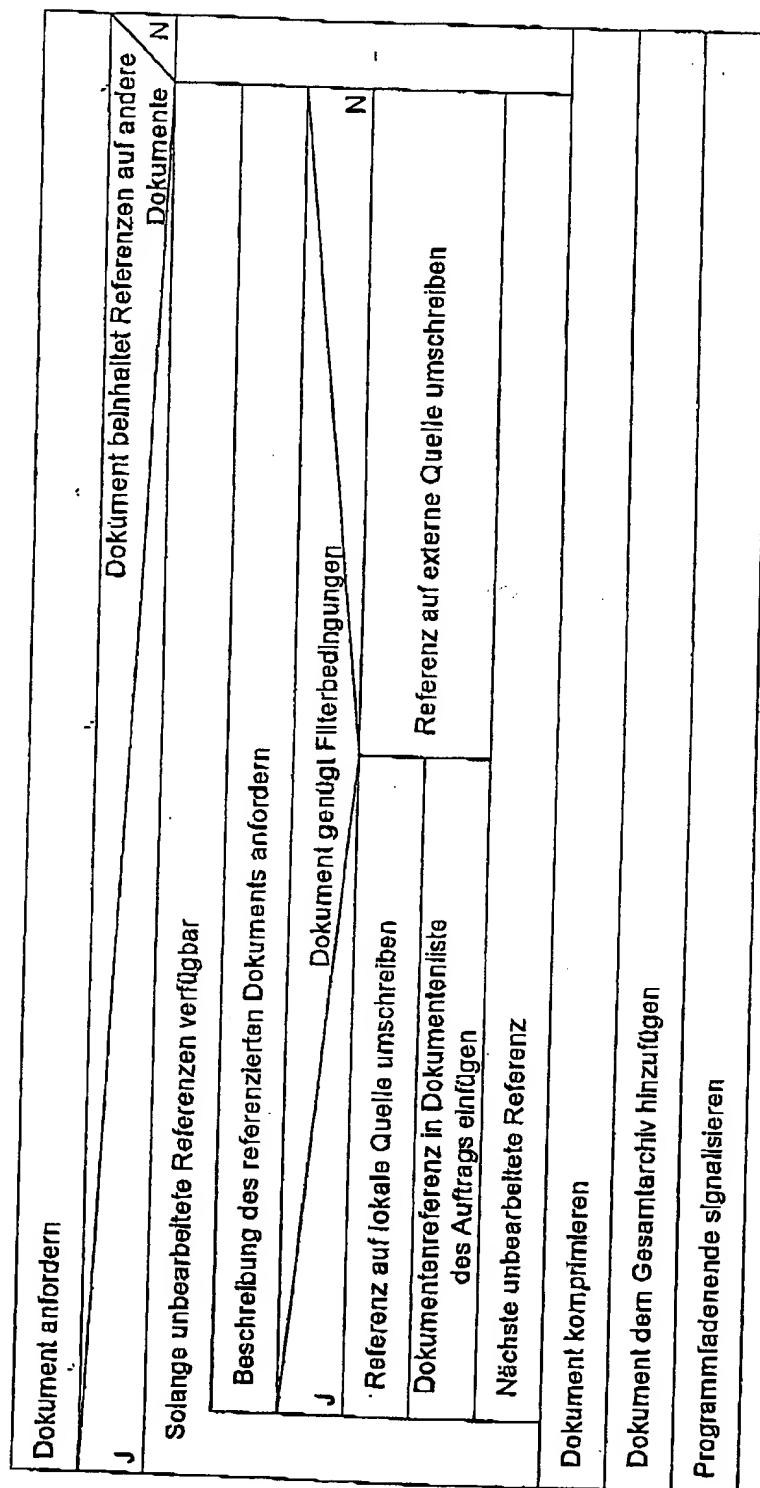 Dokument anfordern
Dokument beinhaltet Referenzen auf andere
Dokumente
J
N
Solange unbearbeitete Referenzen verfügbar
Beschreibung des referenzierten Dokuments anfordern
Dokument genügt Filterbedingungen
J
N
Referenz auf lokale Quelle umschreiben
Dokumentenreferenz in Dokumentenliste
des Auftrags einfügen
Referenz auf externe Quelle umschreiben
Nächste unbearbeitete Referenz
Dokument komprimieren
Dokument dem Gesamtarchiv hinzufügen
Programmfadenende signalisieren